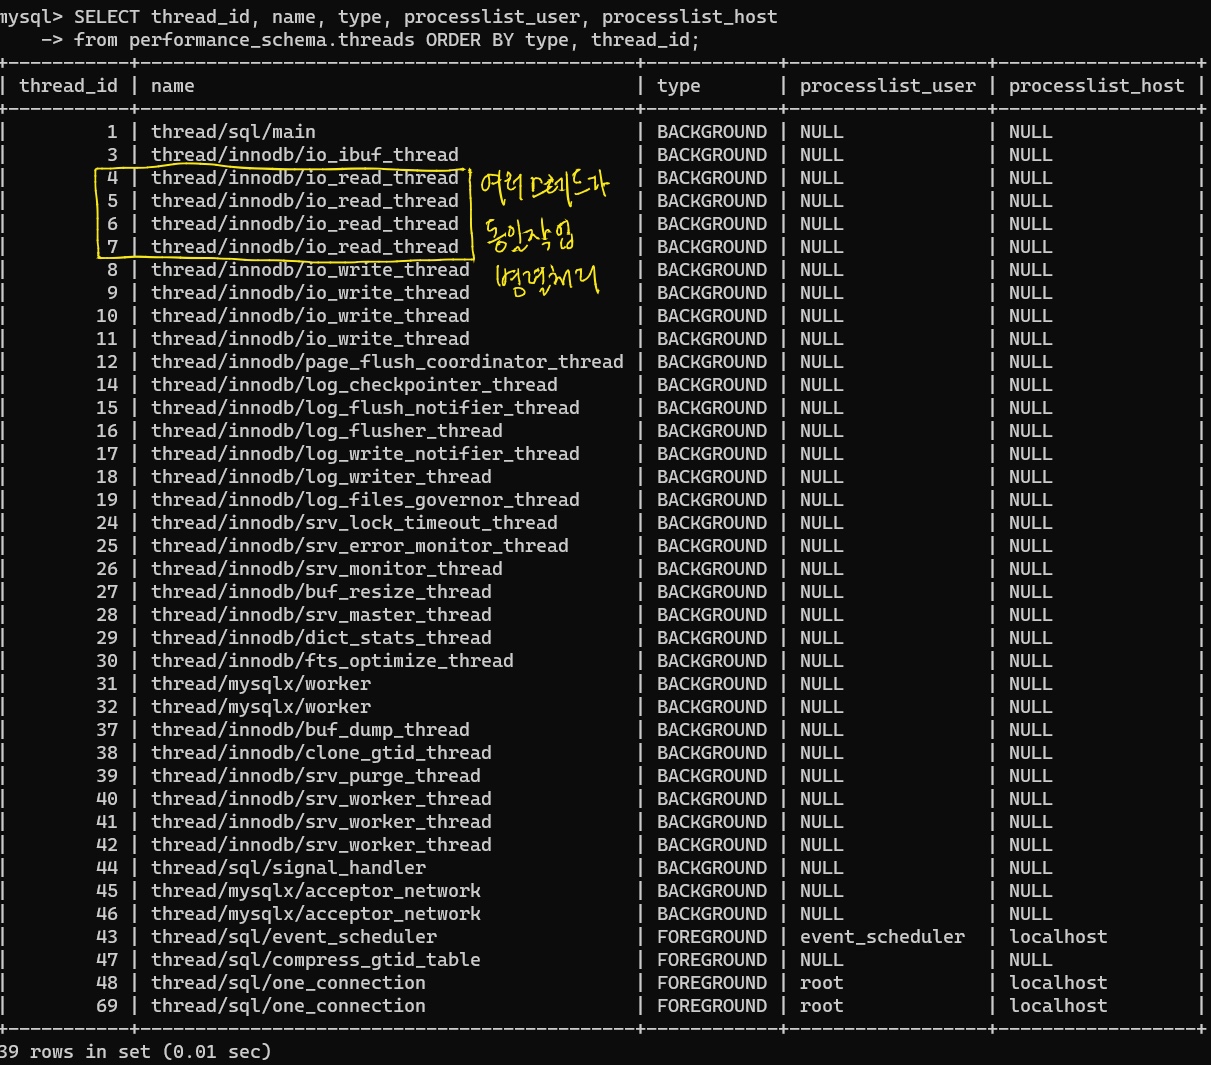 mysql> SELECT thread_id, name, type, processlist_user, processlist_host
    -> from performance_schema.threads ORDER BY type, thread_id;
| thread_id | name | type | processlist_user | processlist_host |
| 1 | thread/sql/main | BACKGROUND | NULL | NULL |
| 3 | thread/innodb/io_ibuf_thread | BACKGROUND | NULL | NULL |
| 4 | thread/innodb/io_read_thread | BACKGROUND | NULL | NULL |
| 5 | thread/innodb/io_read_thread | BACKGROUND | NULL | NULL |
| 6 | thread/innodb/io_read_thread | BACKGROUND | NULL | NULL |
| 7 | thread/innodb/io_read_thread | BACKGROUND | NULL | NULL |
여러 스레드가
동일작업
병렬처리
| 8 | thread/innodb/io_write_thread | BACKGROUND | NULL | NULL |
| 9 | thread/innodb/io_write_thread | BACKGROUND | NULL | NULL |
| 10 | thread/innodb/io_write_thread | BACKGROUND | NULL | NULL |
| 11 | thread/innodb/io_write_thread | BACKGROUND | NULL | NULL |
| 12 | thread/innodb/page_flush_coordinator_thread | BACKGROUND | NULL | NULL |
| 14 | thread/innodb/log_checkpointer_thread | BACKGROUND | NULL | NULL |
| 15 | thread/innodb/log_flush_notifier_thread | BACKGROUND | NULL | NULL |
| 16 | thread/innodb/log_flusher_thread | BACKGROUND | NULL | NULL |
| 17 | thread/innodb/log_write_notifier_thread | BACKGROUND | NULL | NULL |
| 18 | thread/innodb/log_writer_thread | BACKGROUND | NULL | NULL |
| 19 | thread/innodb/log_files_governor_thread | BACKGROUND | NULL | NULL |
| 24 | thread/innodb/srv_lock_timeout_thread | BACKGROUND | NULL | NULL |
| 25 | thread/innodb/srv_error_monitor_thread | BACKGROUND | NULL | NULL |
| 26 | thread/innodb/srv_monitor_thread | BACKGROUND | NULL | NULL |
| 27 | thread/innodb/buf_resize_thread | BACKGROUND | NULL | NULL |
| 28 | thread/innodb/srv_master_thread | BACKGROUND | NULL | NULL |
| 29 | thread/innodb/dict_stats_thread | BACKGROUND | NULL | NULL |
| 30 | thread/innodb/fts_optimize_thread | BACKGROUND | NULL | NULL |
| 31 | thread/mysqlx/worker | BACKGROUND | NULL | NULL |
| 32 | thread/mysqlx/worker | BACKGROUND | NULL | NULL |
| 37 | thread/innodb/buf_dump_thread | BACKGROUND | NULL | NULL |
| 38 | thread/innodb/clone_gtid_thread | BACKGROUND | NULL | NULL |
| 39 | thread/innodb/srv_purge_thread | BACKGROUND | NULL | NULL |
| 40 | thread/innodb/srv_worker_thread | BACKGROUND | NULL | NULL |
| 41 | thread/innodb/srv_worker_thread | BACKGROUND | NULL | NULL |
| 42 | thread/innodb/srv_worker_thread | BACKGROUND | NULL | NULL |
| 44 | thread/sql/signal_handler | BACKGROUND | NULL | NULL |
| 45 | thread/mysqlx/acceptor_network | BACKGROUND | NULL | NULL |
| 46 | thread/mysqlx/acceptor_network | BACKGROUND | NULL | NULL |
| 43 | thread/sql/event_scheduler | FOREGROUND | event_scheduler | localhost |
| 47 | thread/sql/compress_gtid_table | FOREGROUND | NULL | NULL |
| 48 | thread/sql/one_connection | FOREGROUND | root | localhost |
| 69 | thread/sql/one_connection | FOREGROUND | root | localhost |
39 rows in set (0.01 sec)